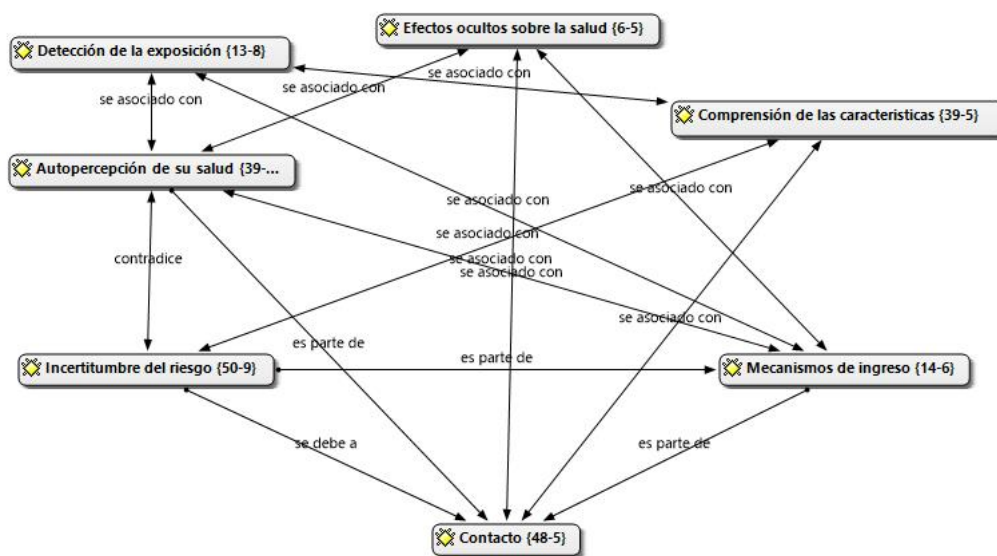 Efectos ocultos sobre la salud {6-5}
Detección de la exposición {13-8}
se asociado con
se asociado con
se asociado con
Comprensión de las caracteristicas {39-5}
Autopercepción de su salud {39-...
se asociado con
se asociado con
se asociado con
contradice
se asociado con
se asociado con
se asociado con
es parte de
es parte de
Incertitumbre del riesgo {50-9}
Mecanismos de ingreso {14-6}
se debe a
es parte de
Contacto {48-5}